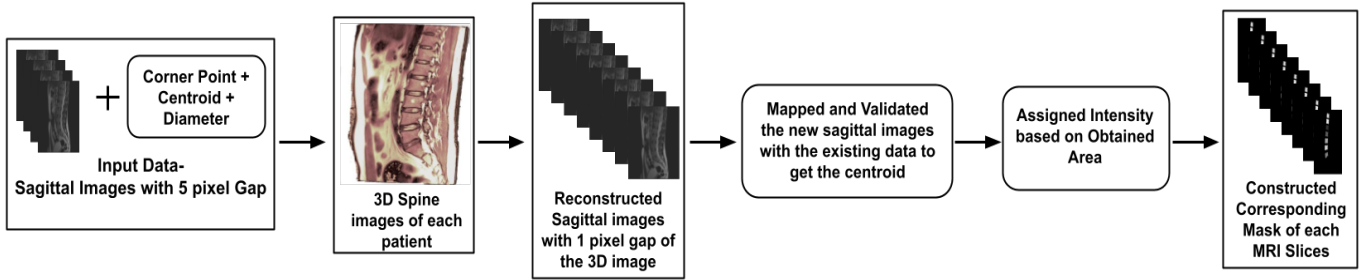 Corner Point +
Centroid +
Diameter
+
Input Data-
Sagittal Images with 5 pixel Gap
3D Spine
images of each
patient
Reconstructed
Sagittal images
with 1 pixel gap of
the 3D image
Mapped and Validated
the new sagittal images
with the existing data to
get the centroid
Assigned Intensity
based on Obtained
Area
Constructed
Corresponding
Mask of each
MRI Slices